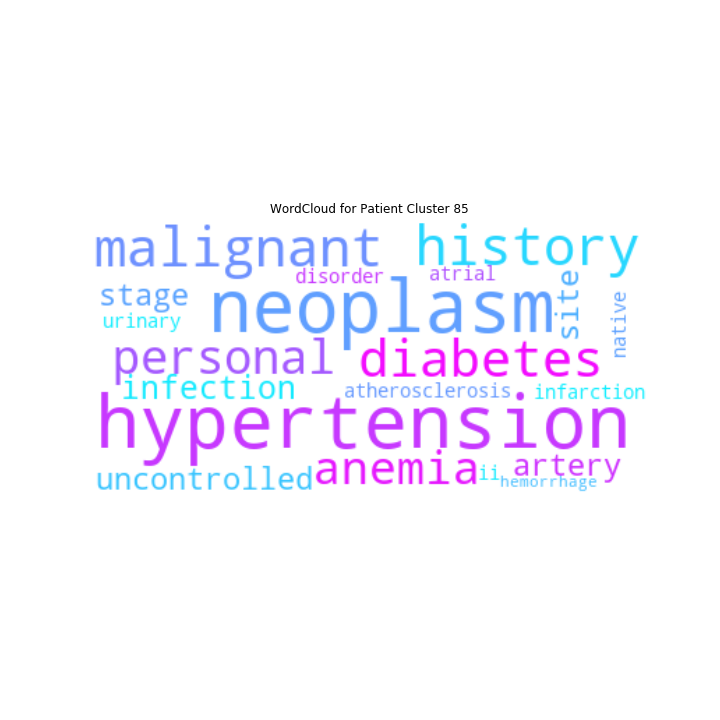 WordCloud for Patient Cluster 85
malignant history
disorder atrial
stage neoplasm site
urinary native
personal diabetes
infection atherosclerosis infarction
hypertension
uncontrolled anemia ii artery
hemorrhage